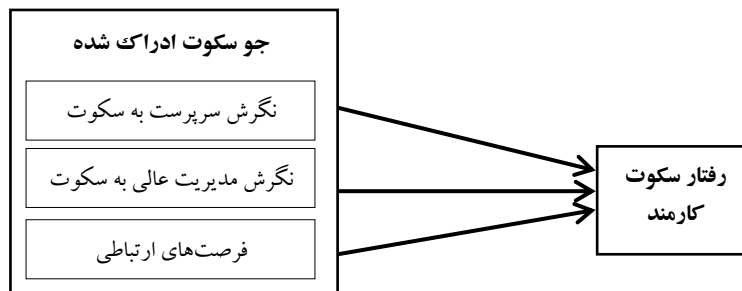 جو سکوت ادراک شده
نگرش سرپرست به سکوت
نگرش مدیریت عالی به سکوت
فرصت‌های ارتباطی
رفتار سکوت
کارمند